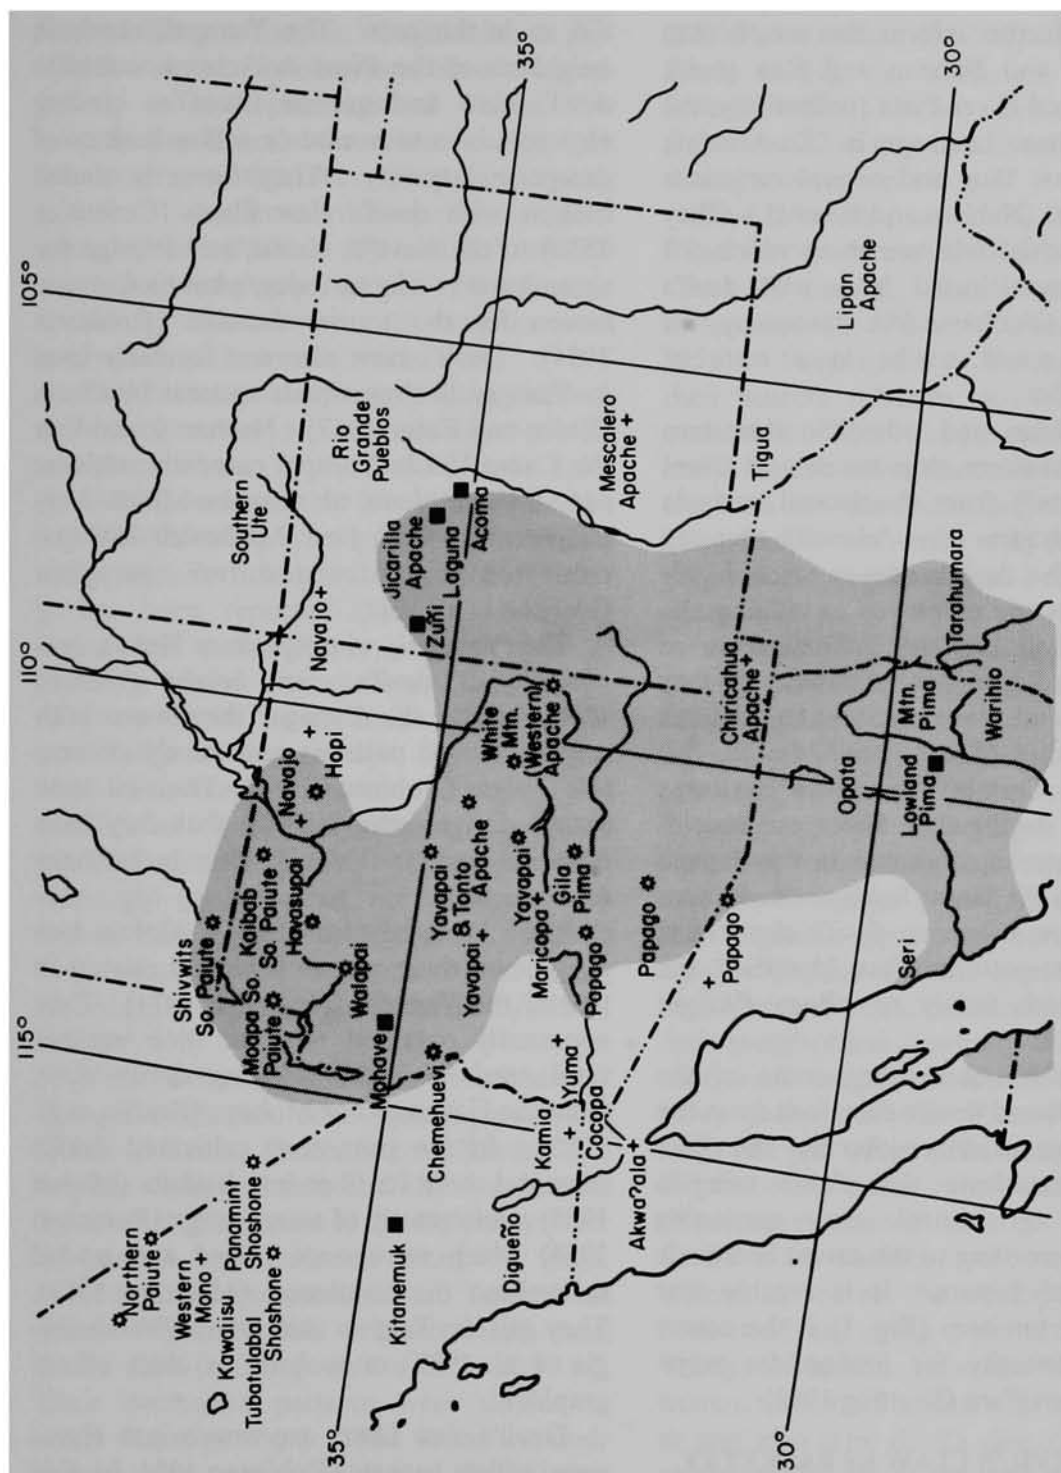 115°
110°
105°
35°
30°
35°
30°
Northern
Paiute
Western
Mono
Kawaiisu
Panamint
Shoshone
Tubatulabal
Shoshone
Kitanemuk
Shivwits
So. Paiute
Moapa So.
Paiute
Kaibab
So. Paiute
Havasupai
Walapai
Mohave
Chemehuevi
Navajo
Hopi
Navajo
Southern
Ute
Rio
Grande
Pueblos
Jicarilla
Apache
Zuñi
Laguna
Acoma
Yavapai
& Tonto
Apache
Yavapai
Yavapai
White
Mtn.
(Western)
Apache
Maricopa
Gila
Pima
Papago
Papago
Papago
Digueño
Kamia
Yuma
Cocopa
Akwaʔala
Mescalero
Apache
Tigua
Chiricahua
Apache
Lipan
Apache
Opata
Lowland
Pima
Mtn.
Pima
Tarahumara
Warihio
Seri